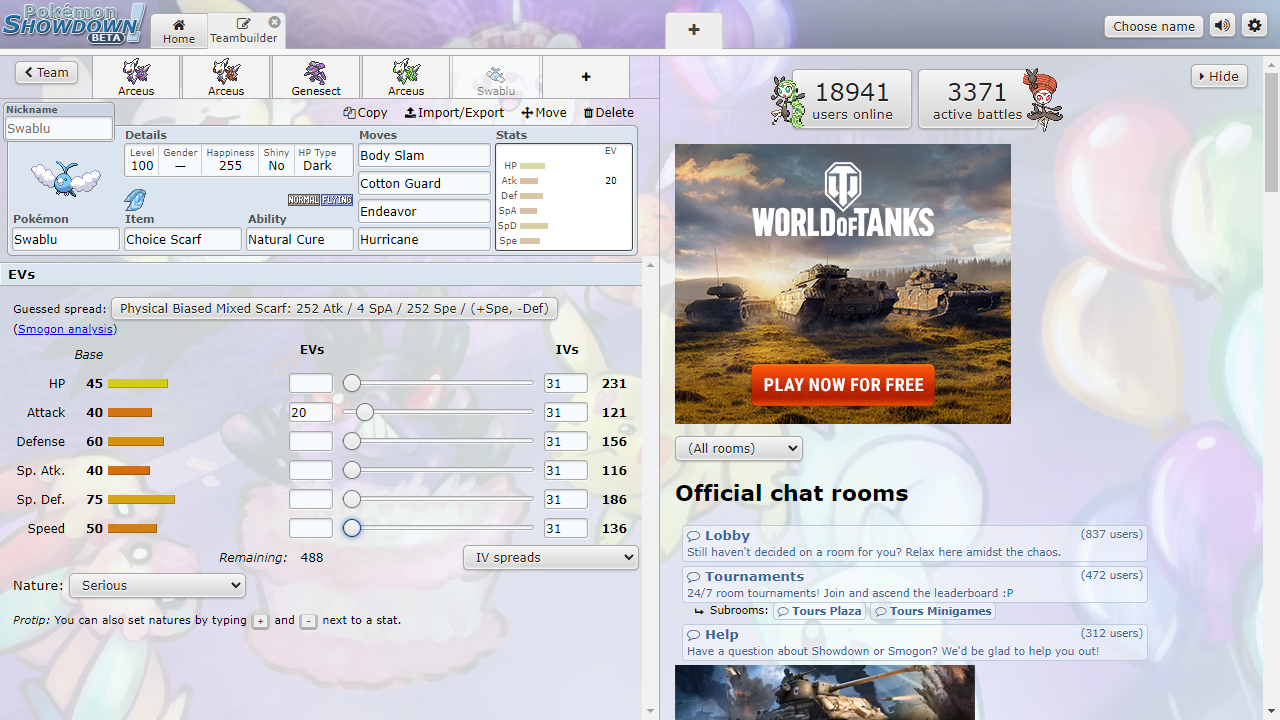 Pokémon
SHOWDOWN!
BETA
Home
Teambuilder
+
Choose name
Team
Arceus
Arceus
Genesect
Arceus
Swablu
+
Nickname
Swablu
Copy
Import/Export
Move
Delete
Details
Level
100
Gender
—
Happiness
255
Shiny
No
HP Type
Dark
NORMAL FLYING
Pokémon
Swablu
Item
Choice Scarf
Ability
Natural Cure
Moves
Body Slam
Cotton Guard
Endeavor
Hurricane
Stats
EV
HP
Atk 20
Def
SpA
SpD
Spe
EVs
Guessed spread: Physical Biased Mixed Scarf: 252 Atk / 4 SpA / 252 Spe / (+Spe, -Def)
(Smogon analysis)
Base EVs IVs
HP 45 31 231
Attack 40 20 31 121
Defense 60 31 156
Sp. Atk. 40 31 116
Sp. Def. 75 31 186
Speed 50 31 136
Remaining: 488 IV spreads
Nature: Serious
Protip: You can also set natures by typing + and - next to a stat.
18941
users online
3371
active battles
Hide
WORLD OF TANKS
PLAY NOW FOR FREE
(All rooms)
Official chat rooms
Lobby (837 users)
Still haven't decided on a room for you? Relax here amidst the chaos.
Tournaments (472 users)
24/7 room tournaments! Join and ascend the leaderboard :P
Subrooms: Tours Plaza Tours Minigames
Help (312 users)
Have a question about Showdown or Smogon? We'd be glad to help you out!